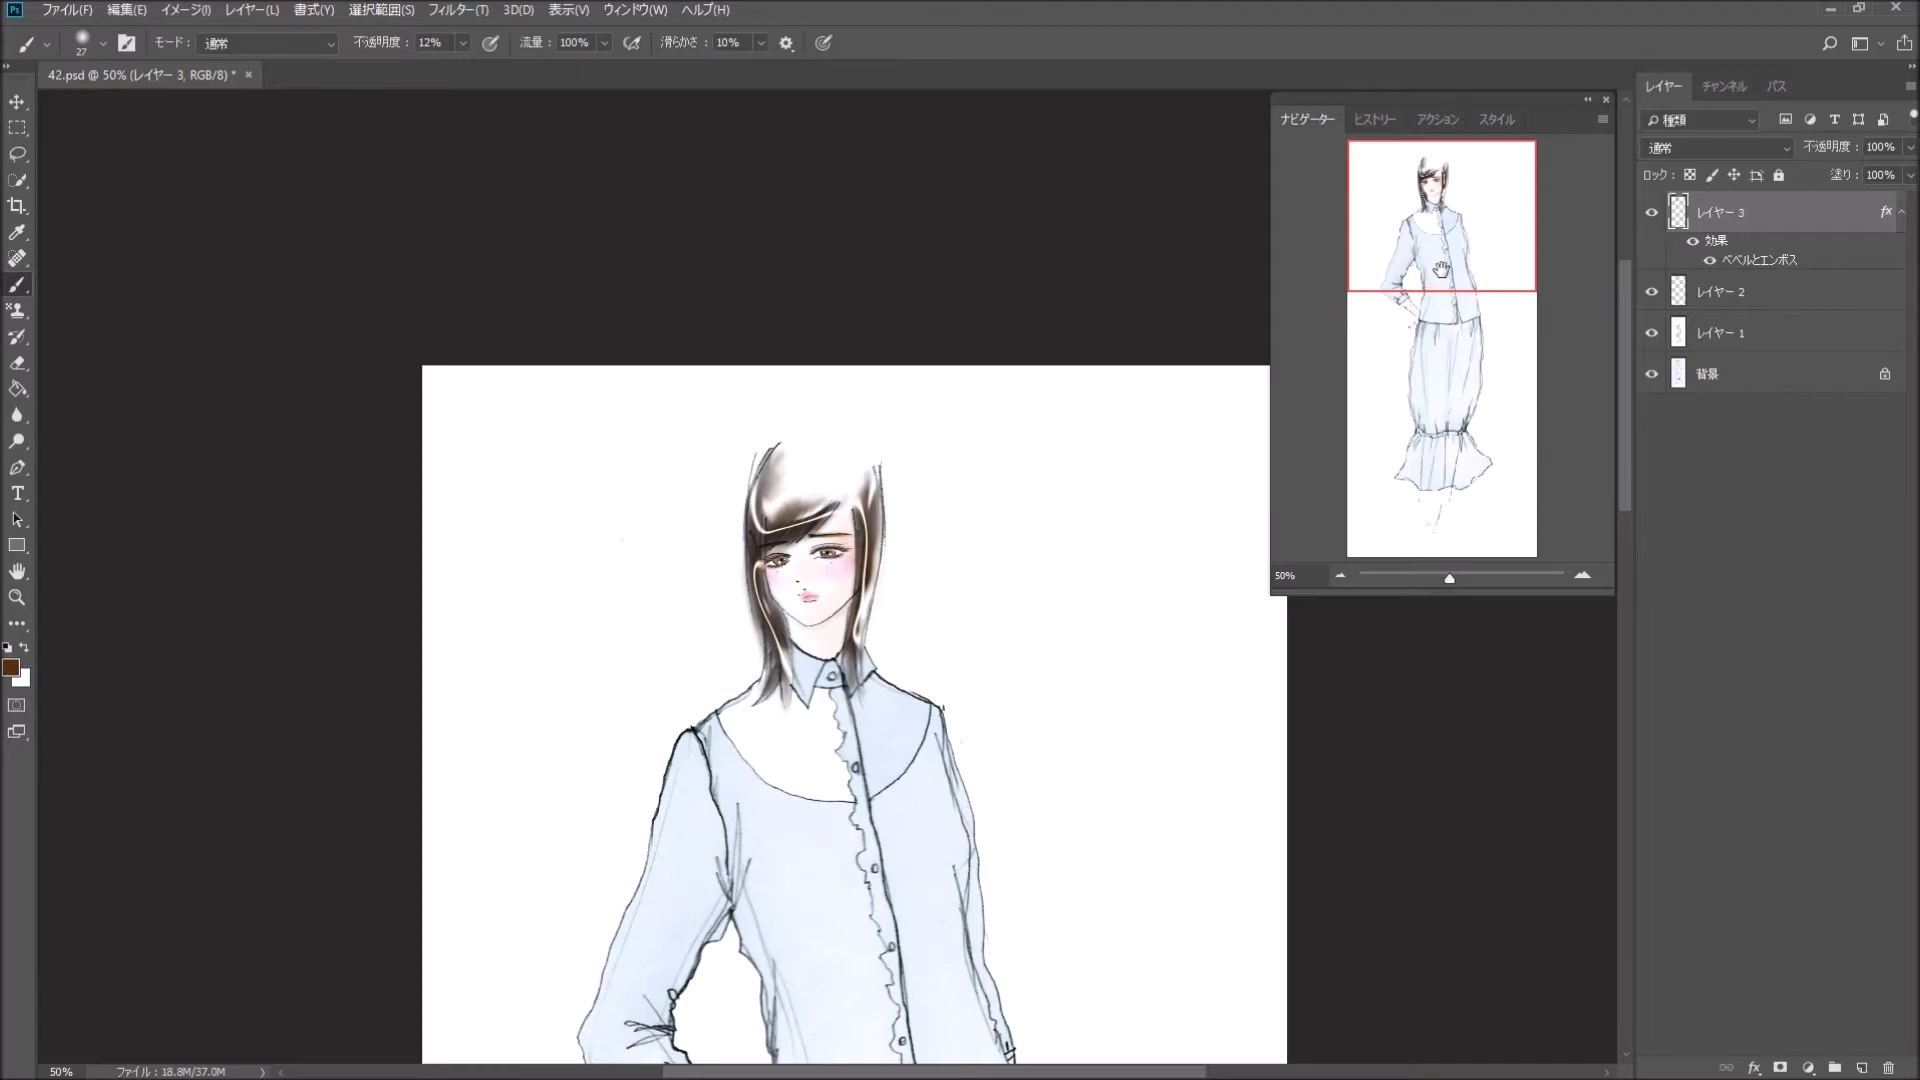 Ps ファイル(F) 編集(E) イメージ(I) レイヤー(L) 書式(Y) 選択範囲(S) フィルター(T) 3D(D) 表示(V) ウィンドウ(W) ヘルプ(H)
27 モード : 通常 不透明度 : 12% 流量 : 100% 滑らかさ : 10%
42.psd @ 50% (レイヤー 3, RGB/8) *
ナビゲーター ヒストリー アクション スタイル
50%
レイヤー チャンネル パス
種類
通常 不透明度 : 100%
ロック : 塗り : 100%
レイヤー 3 fx
効果
ベベルとエンボス
レイヤー 2
レイヤー 1
背景
50% ファイル : 18.8M/37.0M
fx